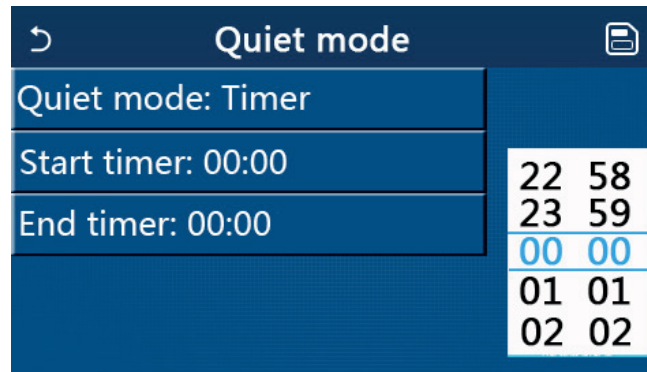 Quiet mode
Quiet mode: Timer
Start timer: 00:00
End timer: 00:00
22 58
23 59
00 00
01 01
02 02